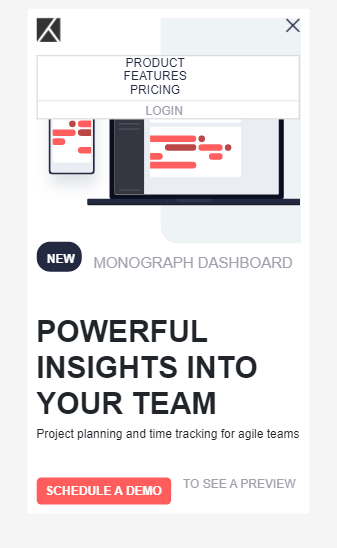 PRODUCT
FEATURES
PRICING
LOGIN
NEW MONOGRAPH DASHBOARD
POWERFUL
INSIGHTS INTO
YOUR TEAM
Project planning and time tracking for agile teams
SCHEDULE A DEMO TO SEE A PREVIEW